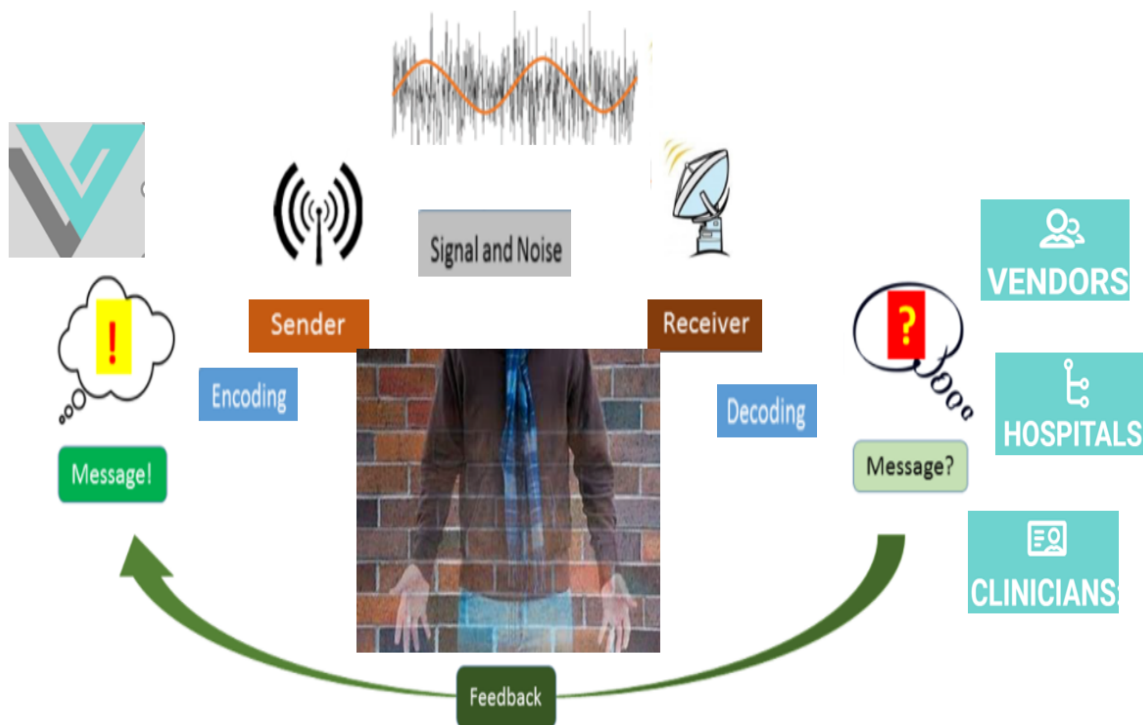 Signal and Noise
Sender
Receiver
Encoding
Decoding
!
?
Message!
Message?
VENDORS
HOSPITALS
CLINICIANS
Feedback